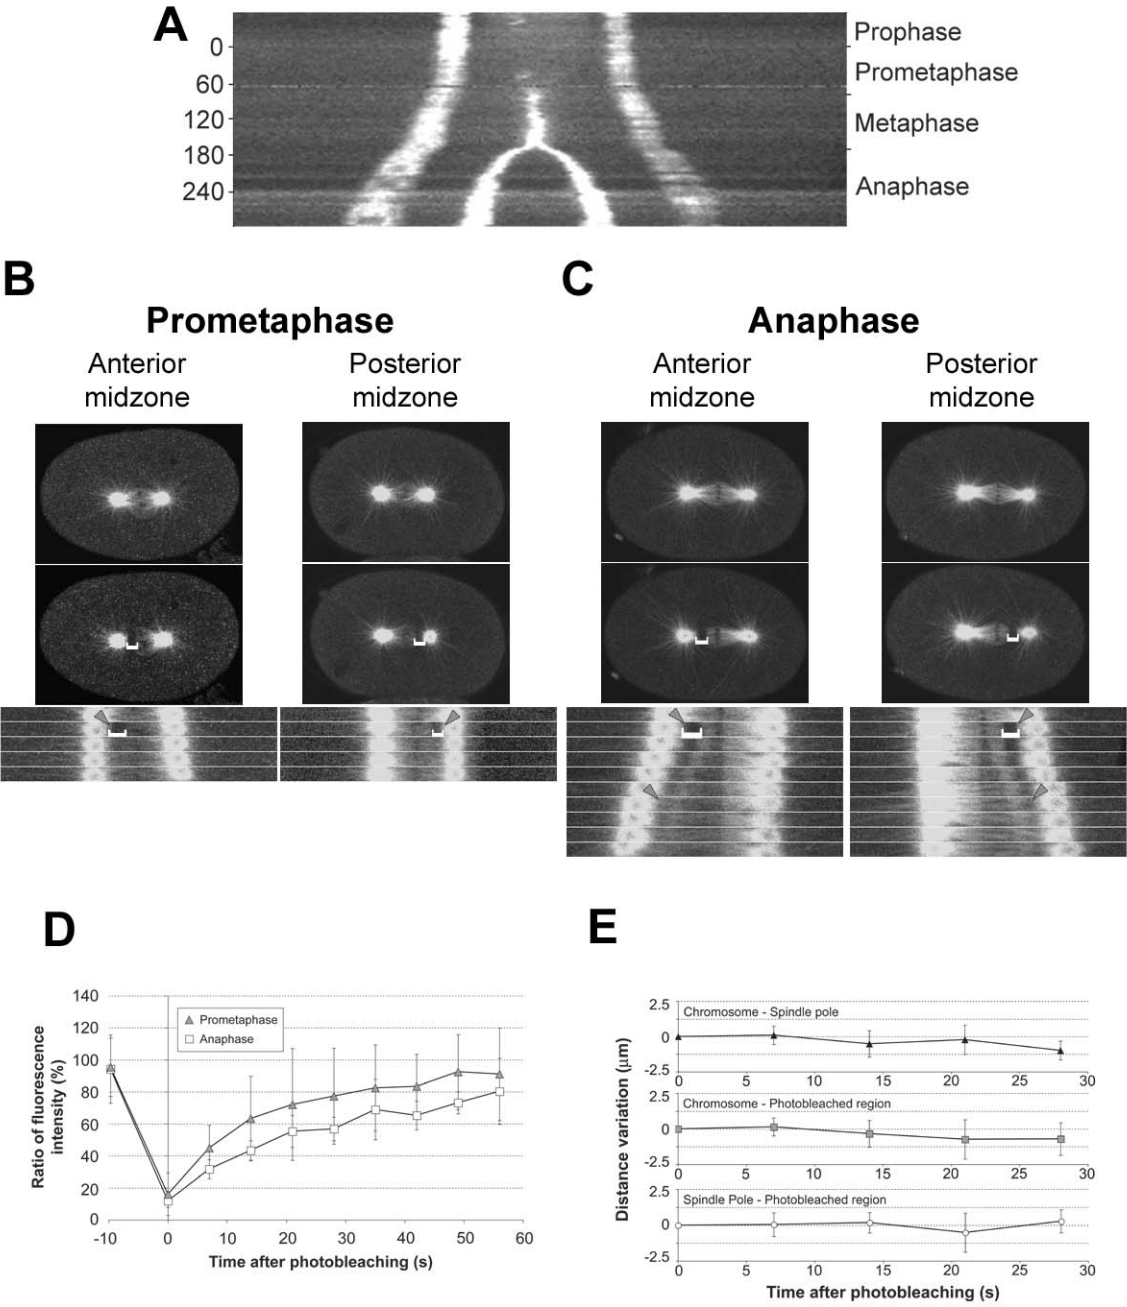 A
0
60
120
180
240
Prophase
Prometaphase
Metaphase
Anaphase
B
Prometaphase
Anterior
midzone
Posterior
midzone
C
Anaphase
Anterior
midzone
Posterior
midzone
D
Ratio of fluorescence
intensity (%)
140
120
100
80
60
40
20
0
Prometaphase
Anaphase
-10 0 10 20 30 40 50 60
Time after photobleaching (s)
E
Distance variation (µm)
2.5
0
-2.5
Chromosome - Spindle pole
0 5 10 15 20 25 30
2.5
0
-2.5
Chromosome - Photobleached region
0 5 10 15 20 25 30
2.5
0
-2.5
Spindle Pole - Photobleached region
0 5 10 15 20 25 30
Time after photobleaching (s)